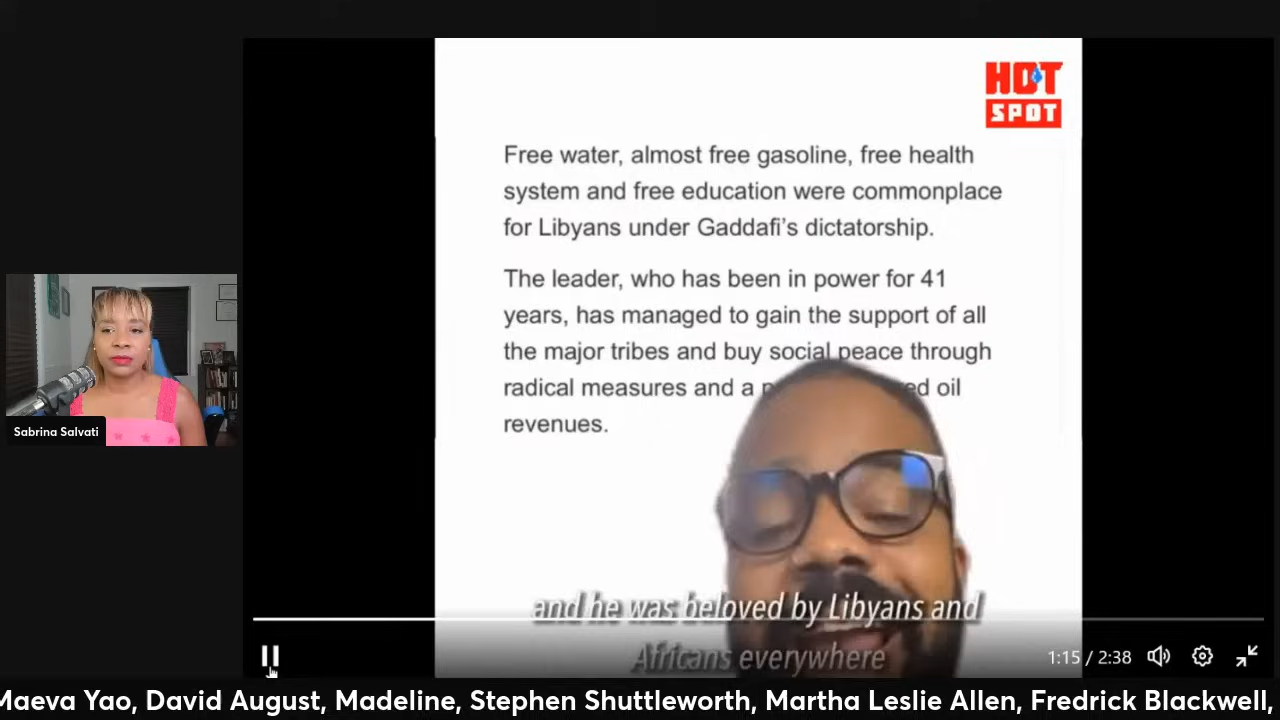 HOT
SPOT
Free water, almost free gasoline, free health
system and free education were commonplace
for Libyans under Gaddafi's dictatorship.
The leader, who has been in power for 41
years, has managed to gain the support of all
the major tribes and buy social peace through
radical measures and a oil
revenues.
Sabrina Salvati
and he was beloved by Libyans and
Africans everywhere
1:15 / 2:38
Maeva Yao, David August, Madeline, Stephen Shuttleworth, Martha Leslie Allen, Fredrick Blackwell,